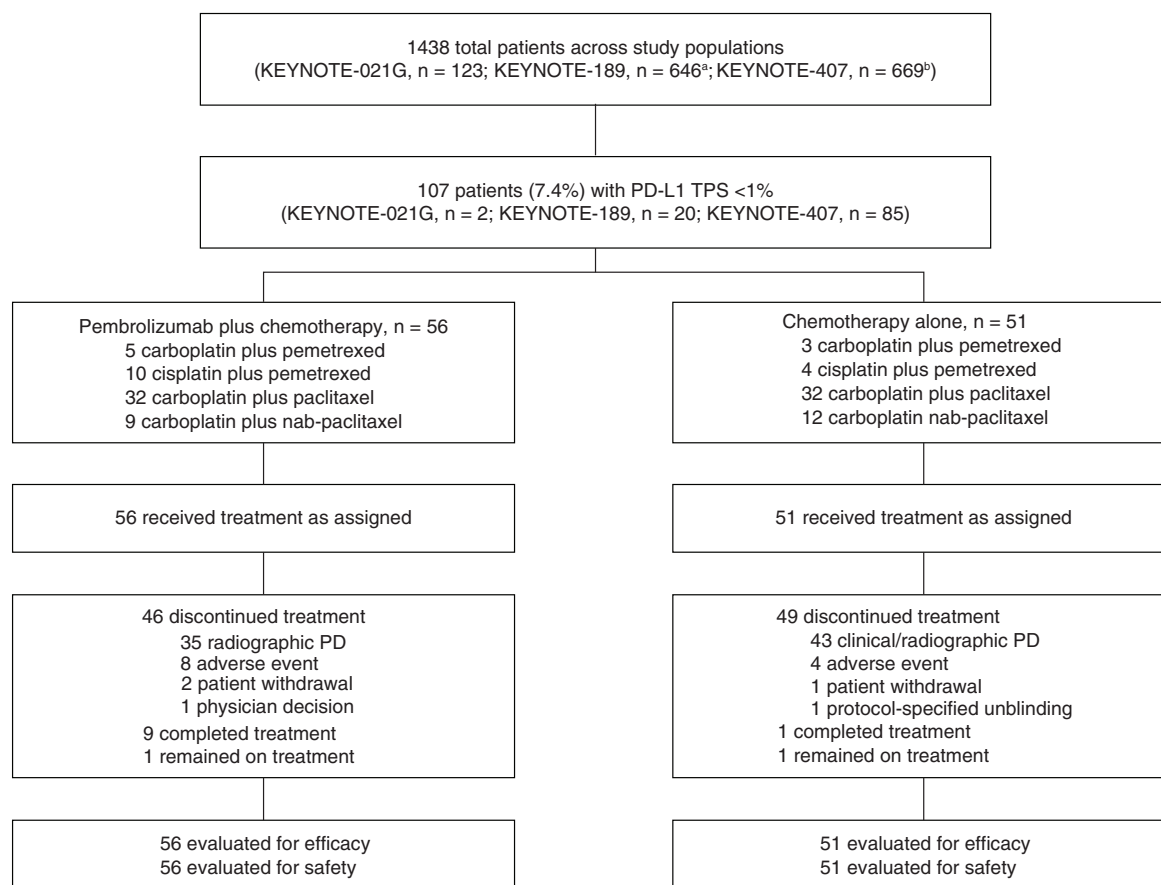 1438 total patients across study populations
(KEYNOTE-021G, n = 123; KEYNOTE-189, n = 646ᵃ; KEYNOTE-407, n = 669ᵇ)
107 patients (7.4%) with PD-L1 TPS <1%
(KEYNOTE-021G, n = 2; KEYNOTE-189, n = 20; KEYNOTE-407, n = 85)
Pembrolizumab plus chemotherapy, n = 56
5 carboplatin plus pemetrexed
10 cisplatin plus pemetrexed
32 carboplatin plus paclitaxel
9 carboplatin plus nab-paclitaxel
Chemotherapy alone, n = 51
3 carboplatin plus pemetrexed
4 cisplatin plus pemetrexed
32 carboplatin plus paclitaxel
12 carboplatin nab-paclitaxel
56 received treatment as assigned
51 received treatment as assigned
46 discontinued treatment
35 radiographic PD
8 adverse event
2 patient withdrawal
1 physician decision
9 completed treatment
1 remained on treatment
49 discontinued treatment
43 clinical/radiographic PD
4 adverse event
1 patient withdrawal
1 protocol-specified unblinding
1 completed treatment
1 remained on treatment
56 evaluated for efficacy
56 evaluated for safety
51 evaluated for efficacy
51 evaluated for safety